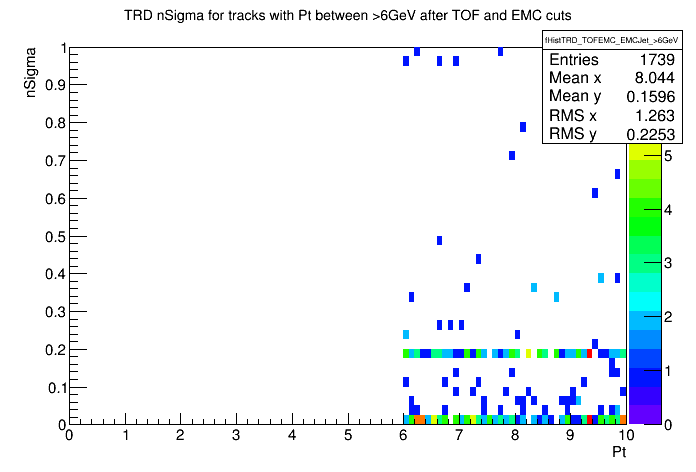 TRD nSigma for tracks with Pt between >6GeV after TOF and EMC cuts
fHistTRD_TOFEMC_EMCJet_>6GeV
Entries 1739
Mean x 8.044
Mean y 0.1596
RMS x 1.263
RMS y 0.2253
nSigma
1
0.9
0.8
0.7
0.6
0.5
0.4
0.3
0.2
0.1
0
0 1 2 3 4 5 6 7 8 9 10
Pt
5
4
3
2
1
0